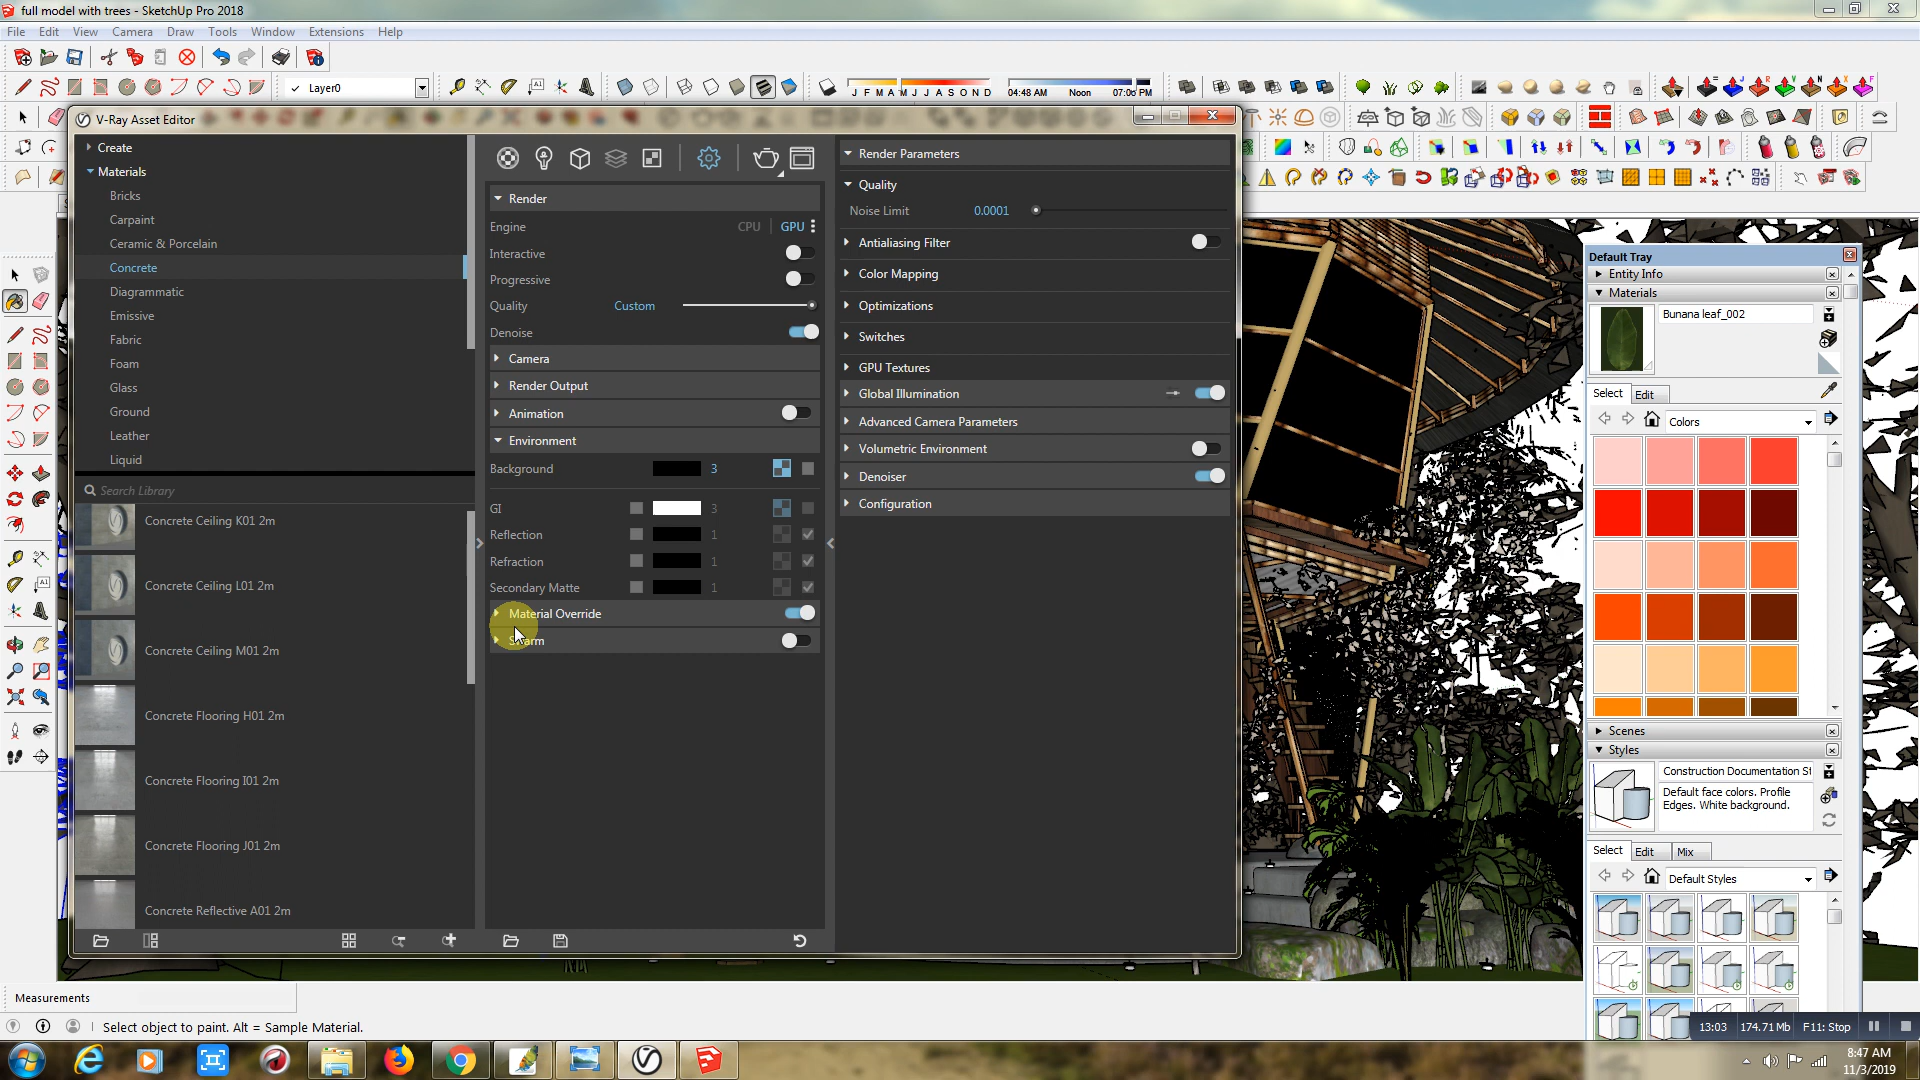 full model with trees - SketchUp Pro 2018
File Edit View Camera Draw Tools Window Extensions Help
Layer0
J F M A M J J A S O N D
04:48 AM Noon 07:06 PM
V-Ray Asset Editor
Create
Materials
Bricks
Carpaint
Ceramic & Porcelain
Concrete
Diagrammatic
Emissive
Fabric
Foam
Glass
Ground
Leather
Liquid
Search Library
Concrete Ceiling K01 2m
Concrete Ceiling L01 2m
Concrete Ceiling M01 2m
Concrete Flooring H01 2m
Concrete Flooring I01 2m
Concrete Flooring J01 2m
Concrete Reflective A01 2m
Render
Engine CPU GPU
Interactive
Progressive
Quality Custom
Denoise
Camera
Render Output
Animation
Environment
Background 3
GI 3
Reflection 1
Refraction 1
Secondary Matte 1
Material Override
Render Parameters
Quality
Noise Limit 0.0001
Antialiasing Filter
Color Mapping
Optimizations
Switches
GPU Textures
Global Illumination
Advanced Camera Parameters
Volumetric Environment
Denoiser
Configuration
Default Tray
Entity Info
Materials
Bunana leaf_002
Select Edit
Colors
Scenes
Styles
Construction Documentation St
Default face colors. Profile
Edges. White background.
Select Edit Mix
Default Styles
Measurements
Select object to paint. Alt = Sample Material.
13:03 174.71 Mb F11: Stop
8:47 AM
11/3/2019